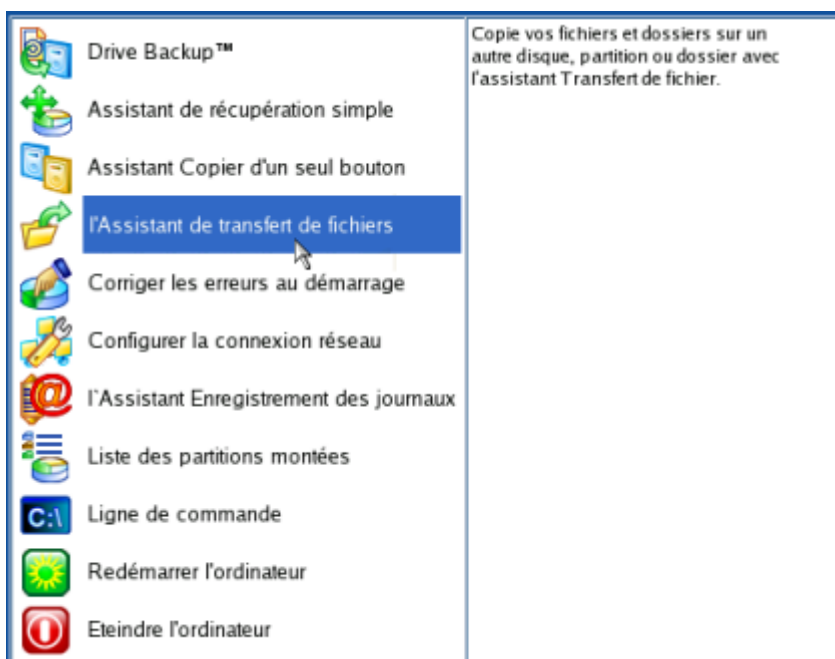 Drive Backup™
Assistant de récupération simple
Assistant Copier d'un seul bouton
l'Assistant de transfert de fichiers
Corriger les erreurs au démarrage
Configurer la connexion réseau
l`Assistant Enregistrement des journaux
Liste des partitions montées
C:\
Ligne de commande
Redémarrer l'ordinateur
Eteindre l'ordinateur
Copie vos fichiers et dossiers sur un
autre disque, partition ou dossier avec
l'assistant Transfert de fichier.